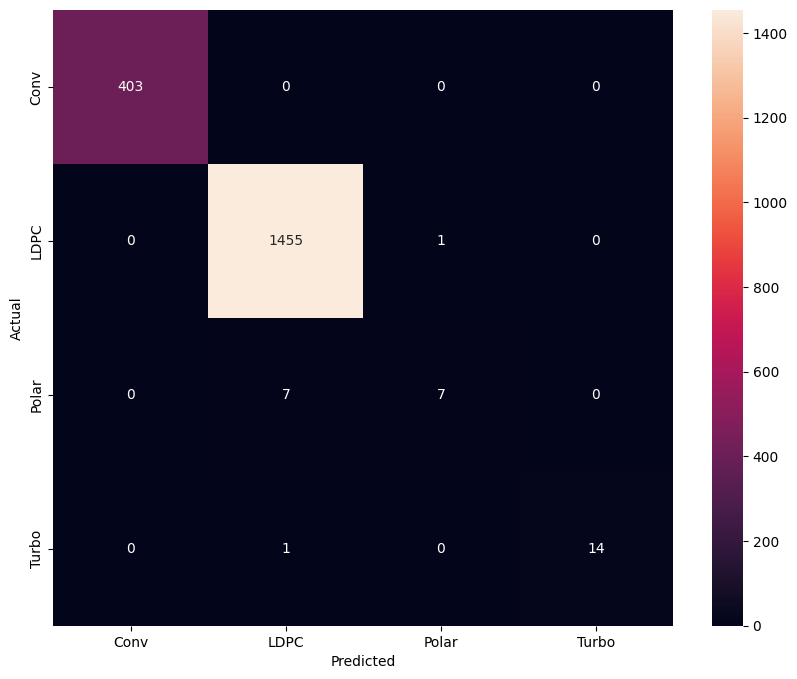 Conv 403 0 0 0
LDPC 0 1455 1 0
Polar 0 7 7 0
Turbo 0 1 0 14
Conv LDPC Polar Turbo
Predicted
Actual
1400
1200
1000
800
600
400
200
0